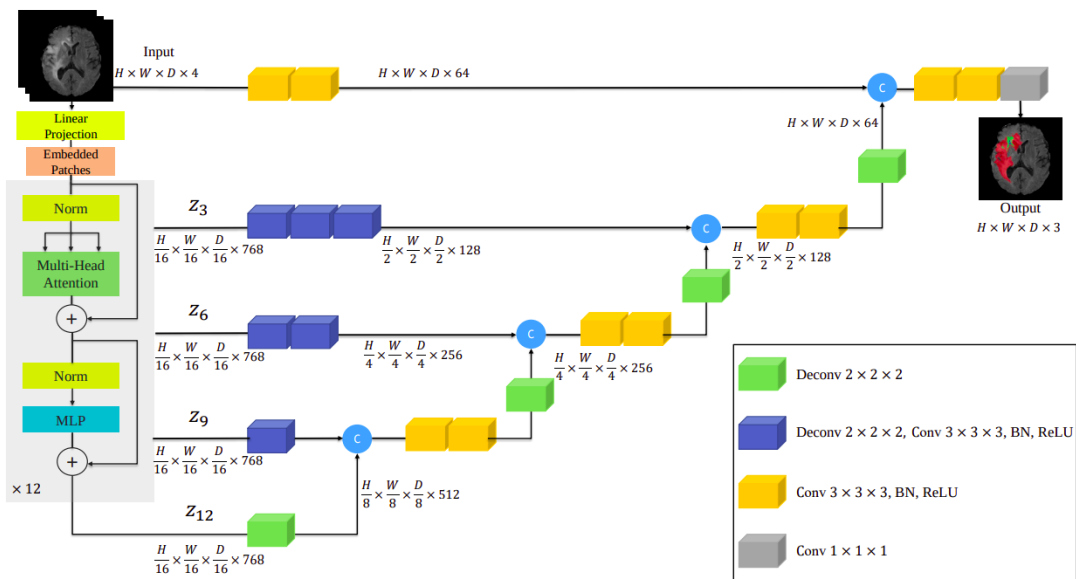 Input
H × W × D × 4
H × W × D × 64
C
Linear
Projection
Embedded
Patches
H × W × D × 64
Output
H × W × D × 3
Norm
Multi-Head
Attention
+
Norm
MLP
+
× 12
z₃
H/16 × W/16 × D/16 × 768
H/2 × W/2 × D/2 × 128
C
H/2 × W/2 × D/2 × 128
z₆
H/16 × W/16 × D/16 × 768
H/4 × W/4 × D/4 × 256
C
H/4 × W/4 × D/4 × 256
z₉
H/16 × W/16 × D/16 × 768
C
H/8 × W/8 × D/8 × 512
z₁₂
H/16 × W/16 × D/16 × 768
Deconv 2 × 2 × 2
Deconv 2 × 2 × 2, Conv 3 × 3 × 3, BN, ReLU
Conv 3 × 3 × 3, BN, ReLU
Conv 1 × 1 × 1